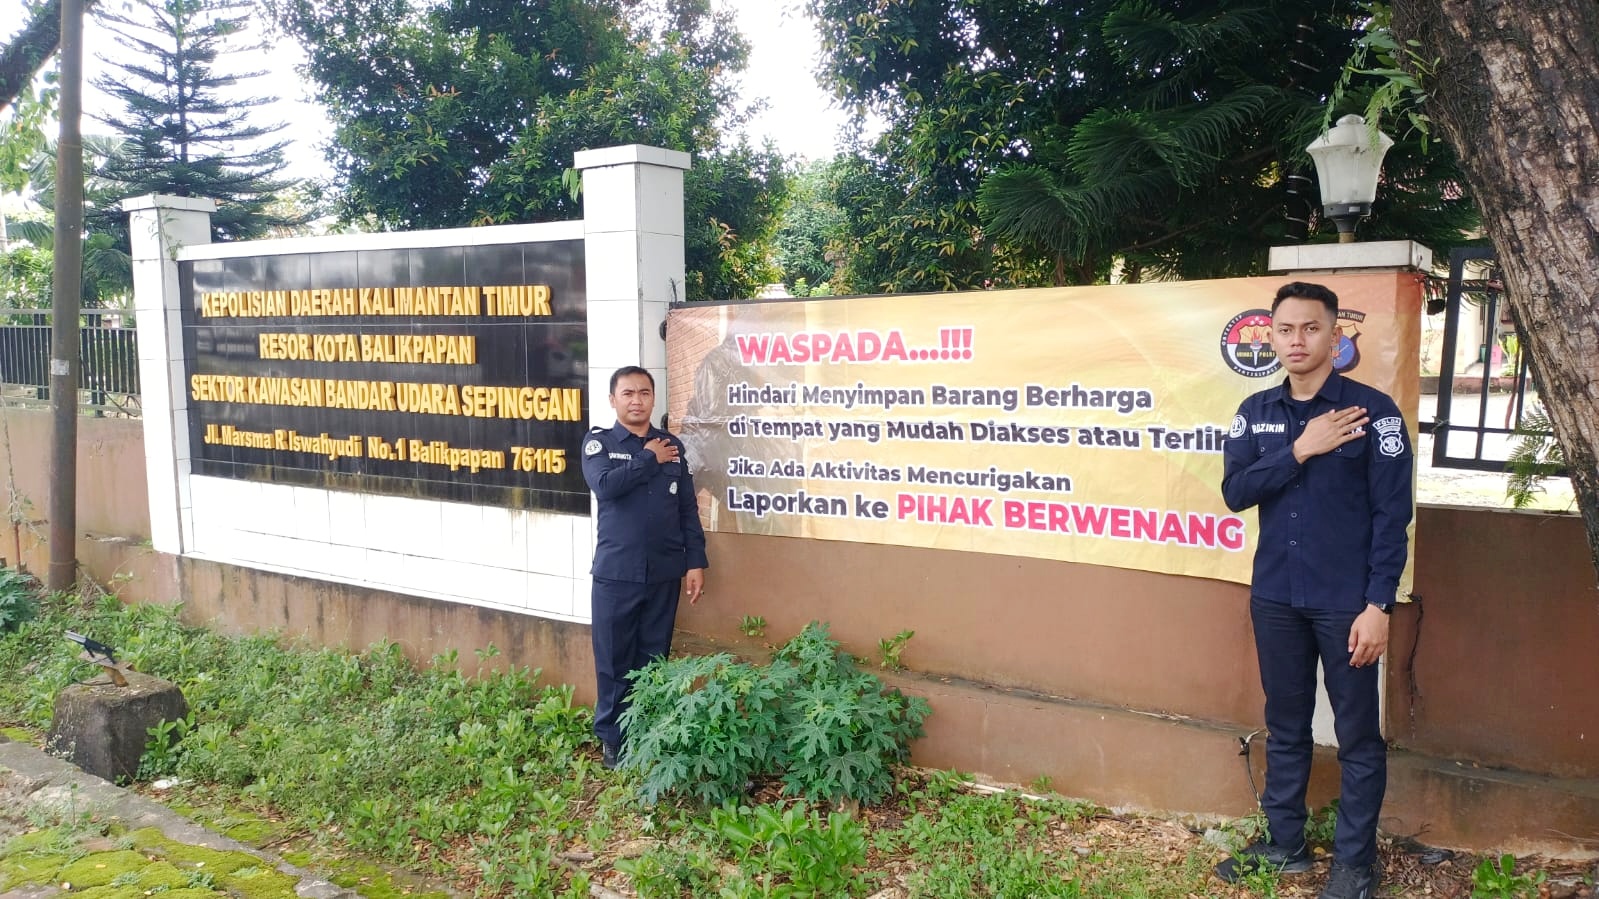 KEPOLISIAN DAERAH KALIMANTAN TIMUR
RESOR KOTA BALIKPAPAN
SEKTOR KAWASAN BANDAR UDARA SEPINGGAN
Jl. Marsma R. Iswahyudi No.1 Balikpapan 76115
WASPADA...!!!
Hindari Menyimpan Barang Berharga
di Tempat yang Mudah Diakses atau Terlih
Jika Ada Aktivitas Mencurigakan
Laporkan ke PIHAK BERWENANG
ROZIKIN